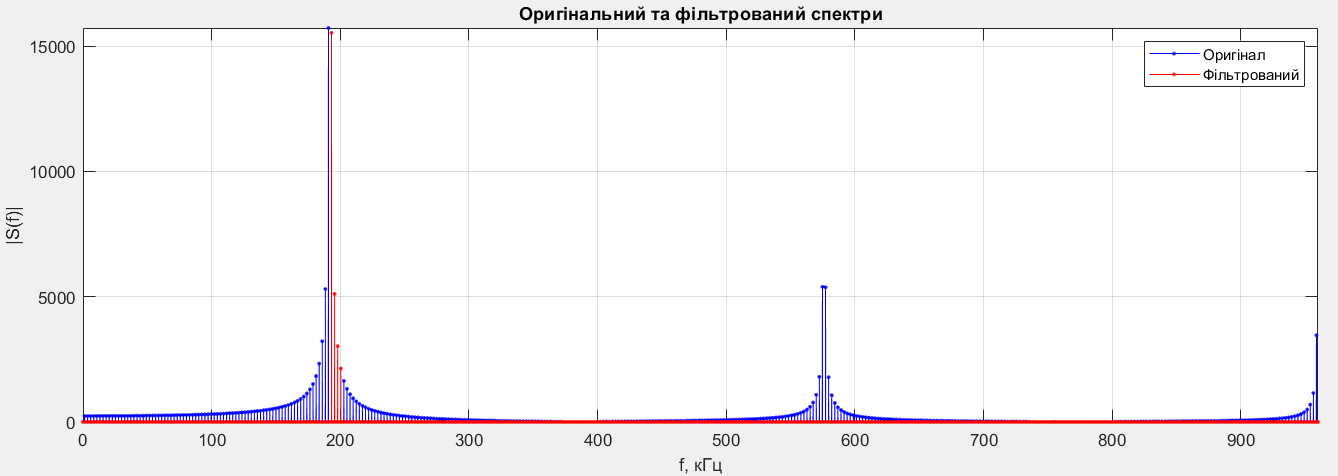 Оригінальний та фільтрований спектри
15000
10000
5000
0
|S(f)|
0 100 200 300 400 500 600 700 800 900
f, кГц
Оригінал
Фільтрований